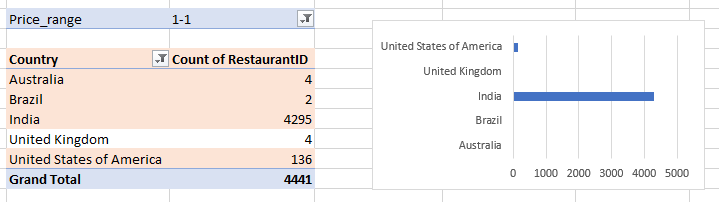 Price_range 1-1
Country Count of RestaurantID
Australia 4
Brazil 2
India 4295
United Kingdom 4
United States of America 136
Grand Total 4441
United States of America
United Kingdom
India
Brazil
Australia
0 1000 2000 3000 4000 5000